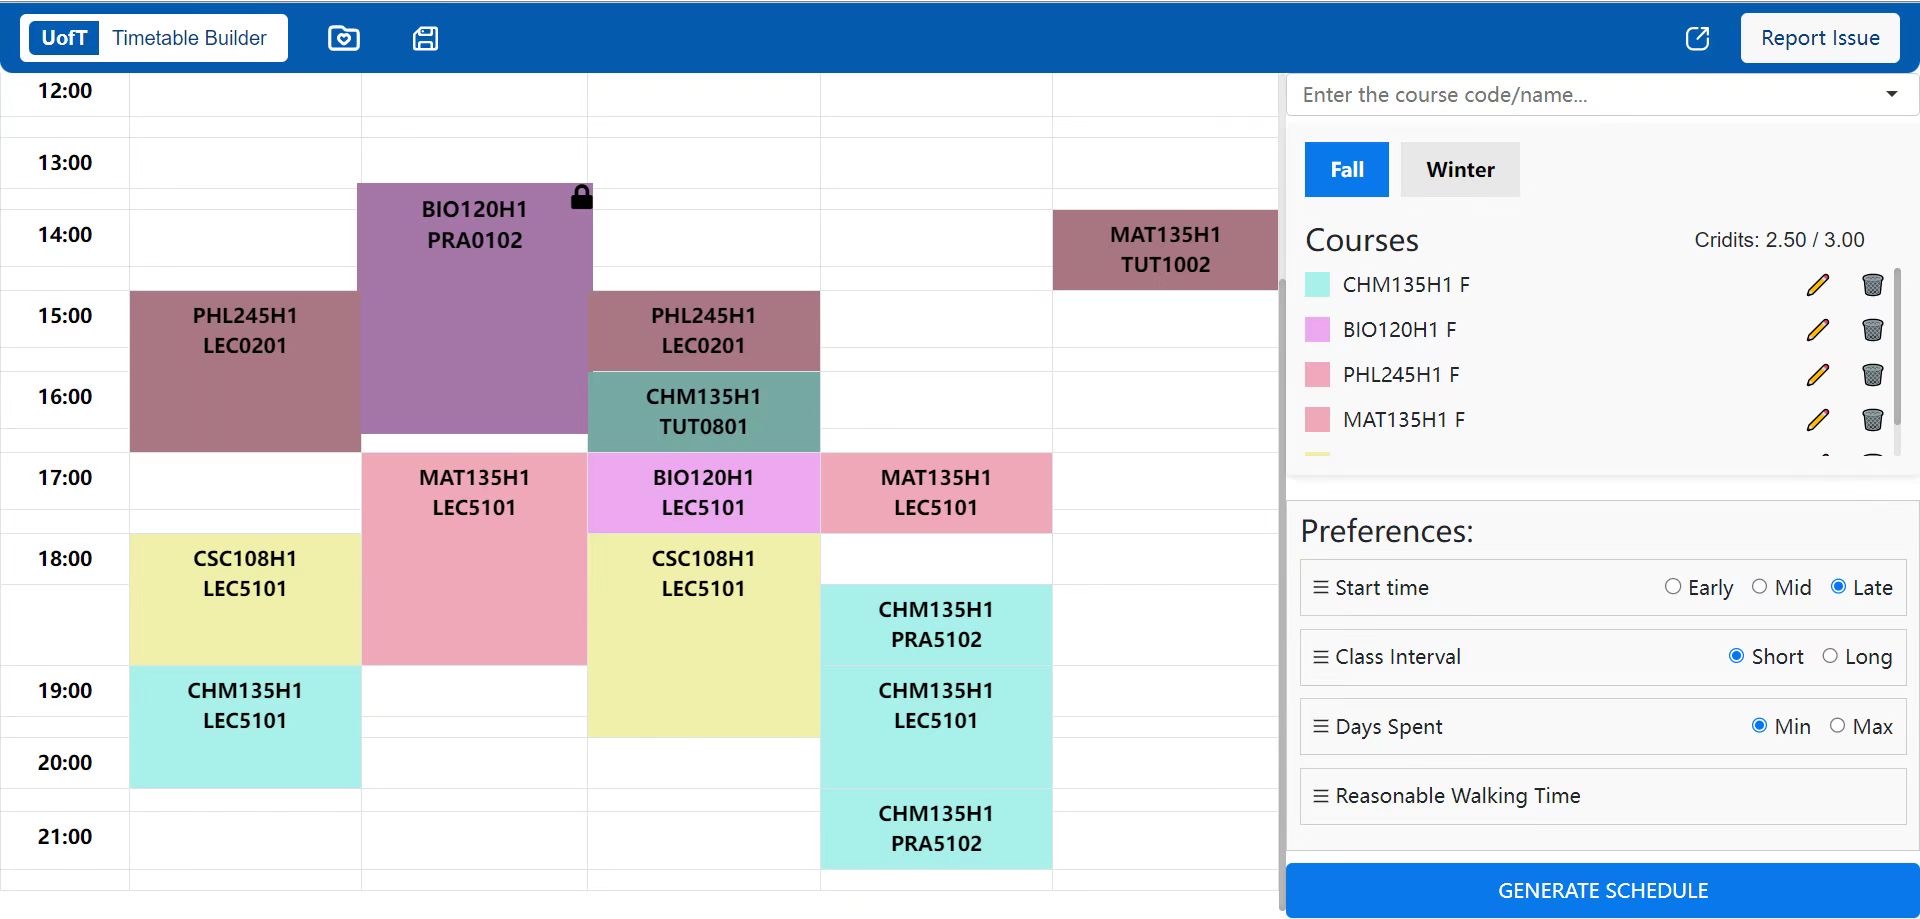 UofT Timetable Builder
Report Issue
12:00
13:00
14:00
15:00
16:00
17:00
18:00
19:00
20:00
21:00
PHL245H1
LEC0201
CSC108H1
LEC5101
CHM135H1
LEC5101
BIO120H1
PRA0102
MAT135H1
LEC5101
PHL245H1
LEC0201
CHM135H1
TUT0801
BIO120H1
LEC5101
CSC108H1
LEC5101
MAT135H1
LEC5101
CHM135H1
PRA5102
CHM135H1
LEC5101
CHM135H1
PRA5102
MAT135H1
TUT1002
Enter the course code/name...
Fall Winter
Courses Cridits: 2.50 / 3.00
CHM135H1 F
BIO120H1 F
PHL245H1 F
MAT135H1 F
Preferences:
Start time Early Mid Late
Class Interval Short Long
Days Spent Min Max
Reasonable Walking Time
GENERATE SCHEDULE